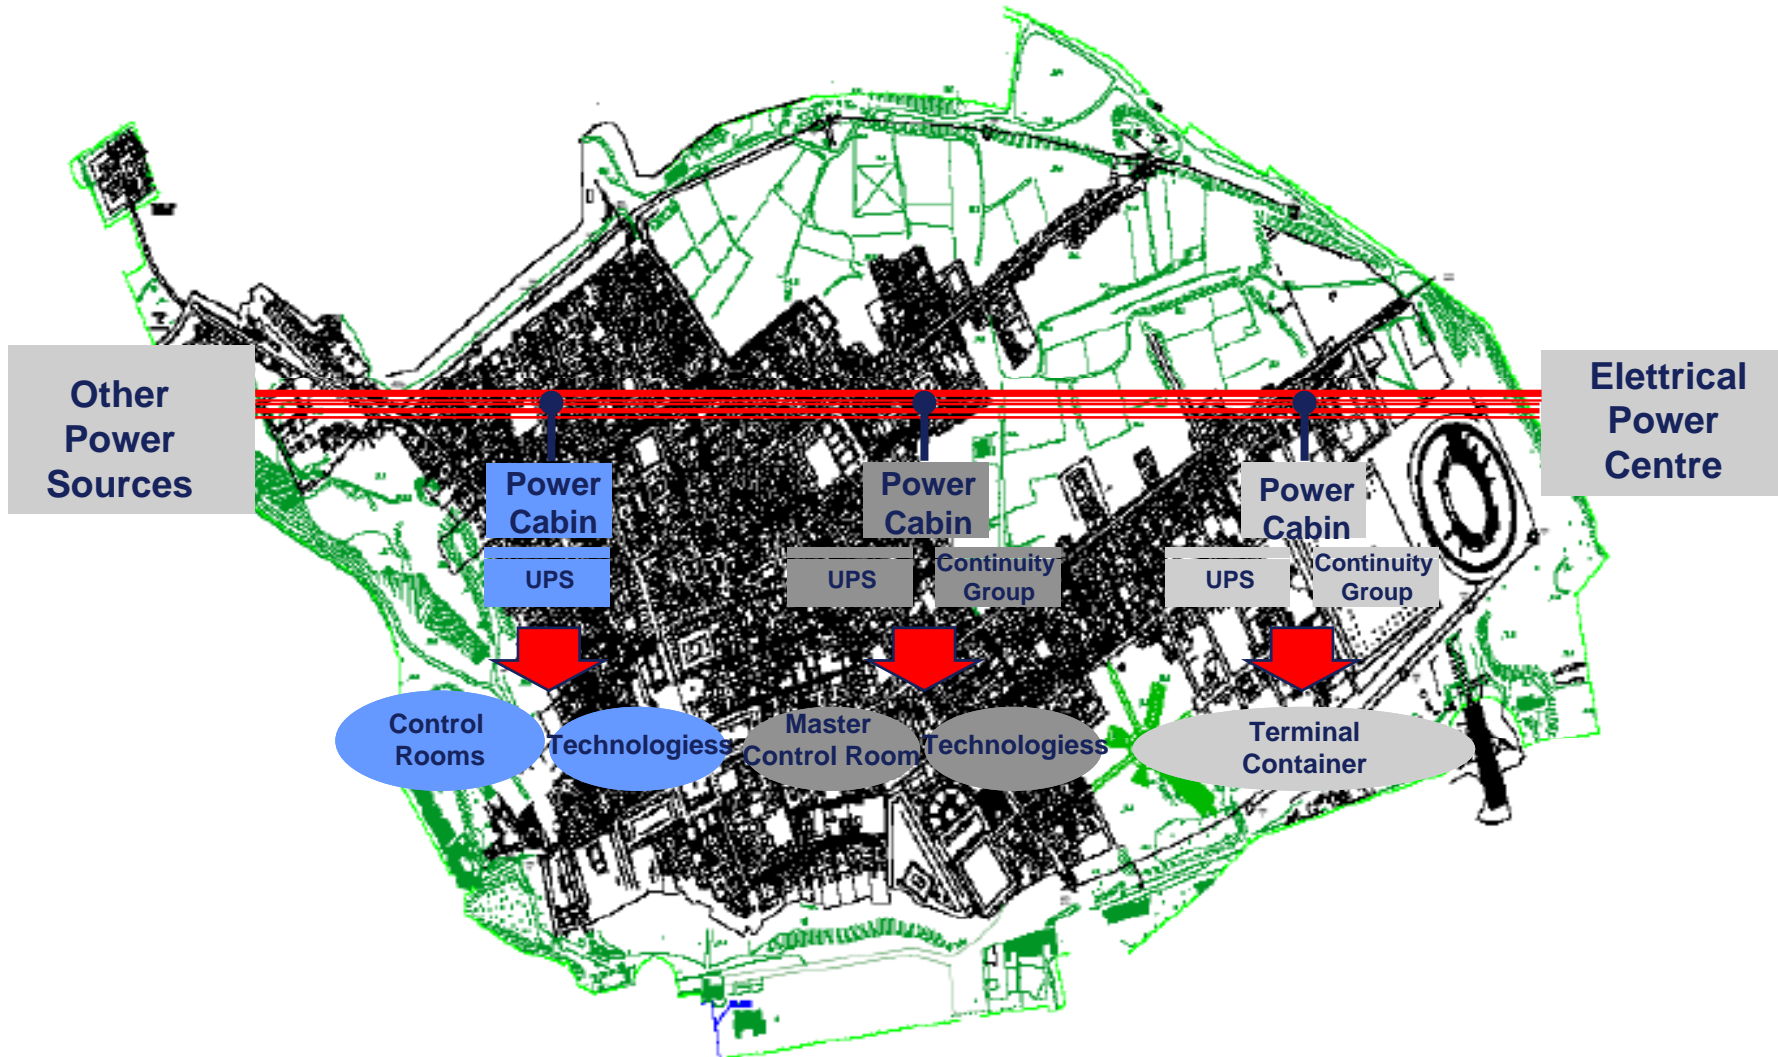 Other
Power
Sources
Elettrical
Power
Centre
Power
Cabin
Power
Cabin
Power
Cabin
UPS
UPS
Continuity
Group
UPS
Continuity
Group
Control
Rooms
Technologiess
Master
Control Room
Technologiess
Terminal
Container